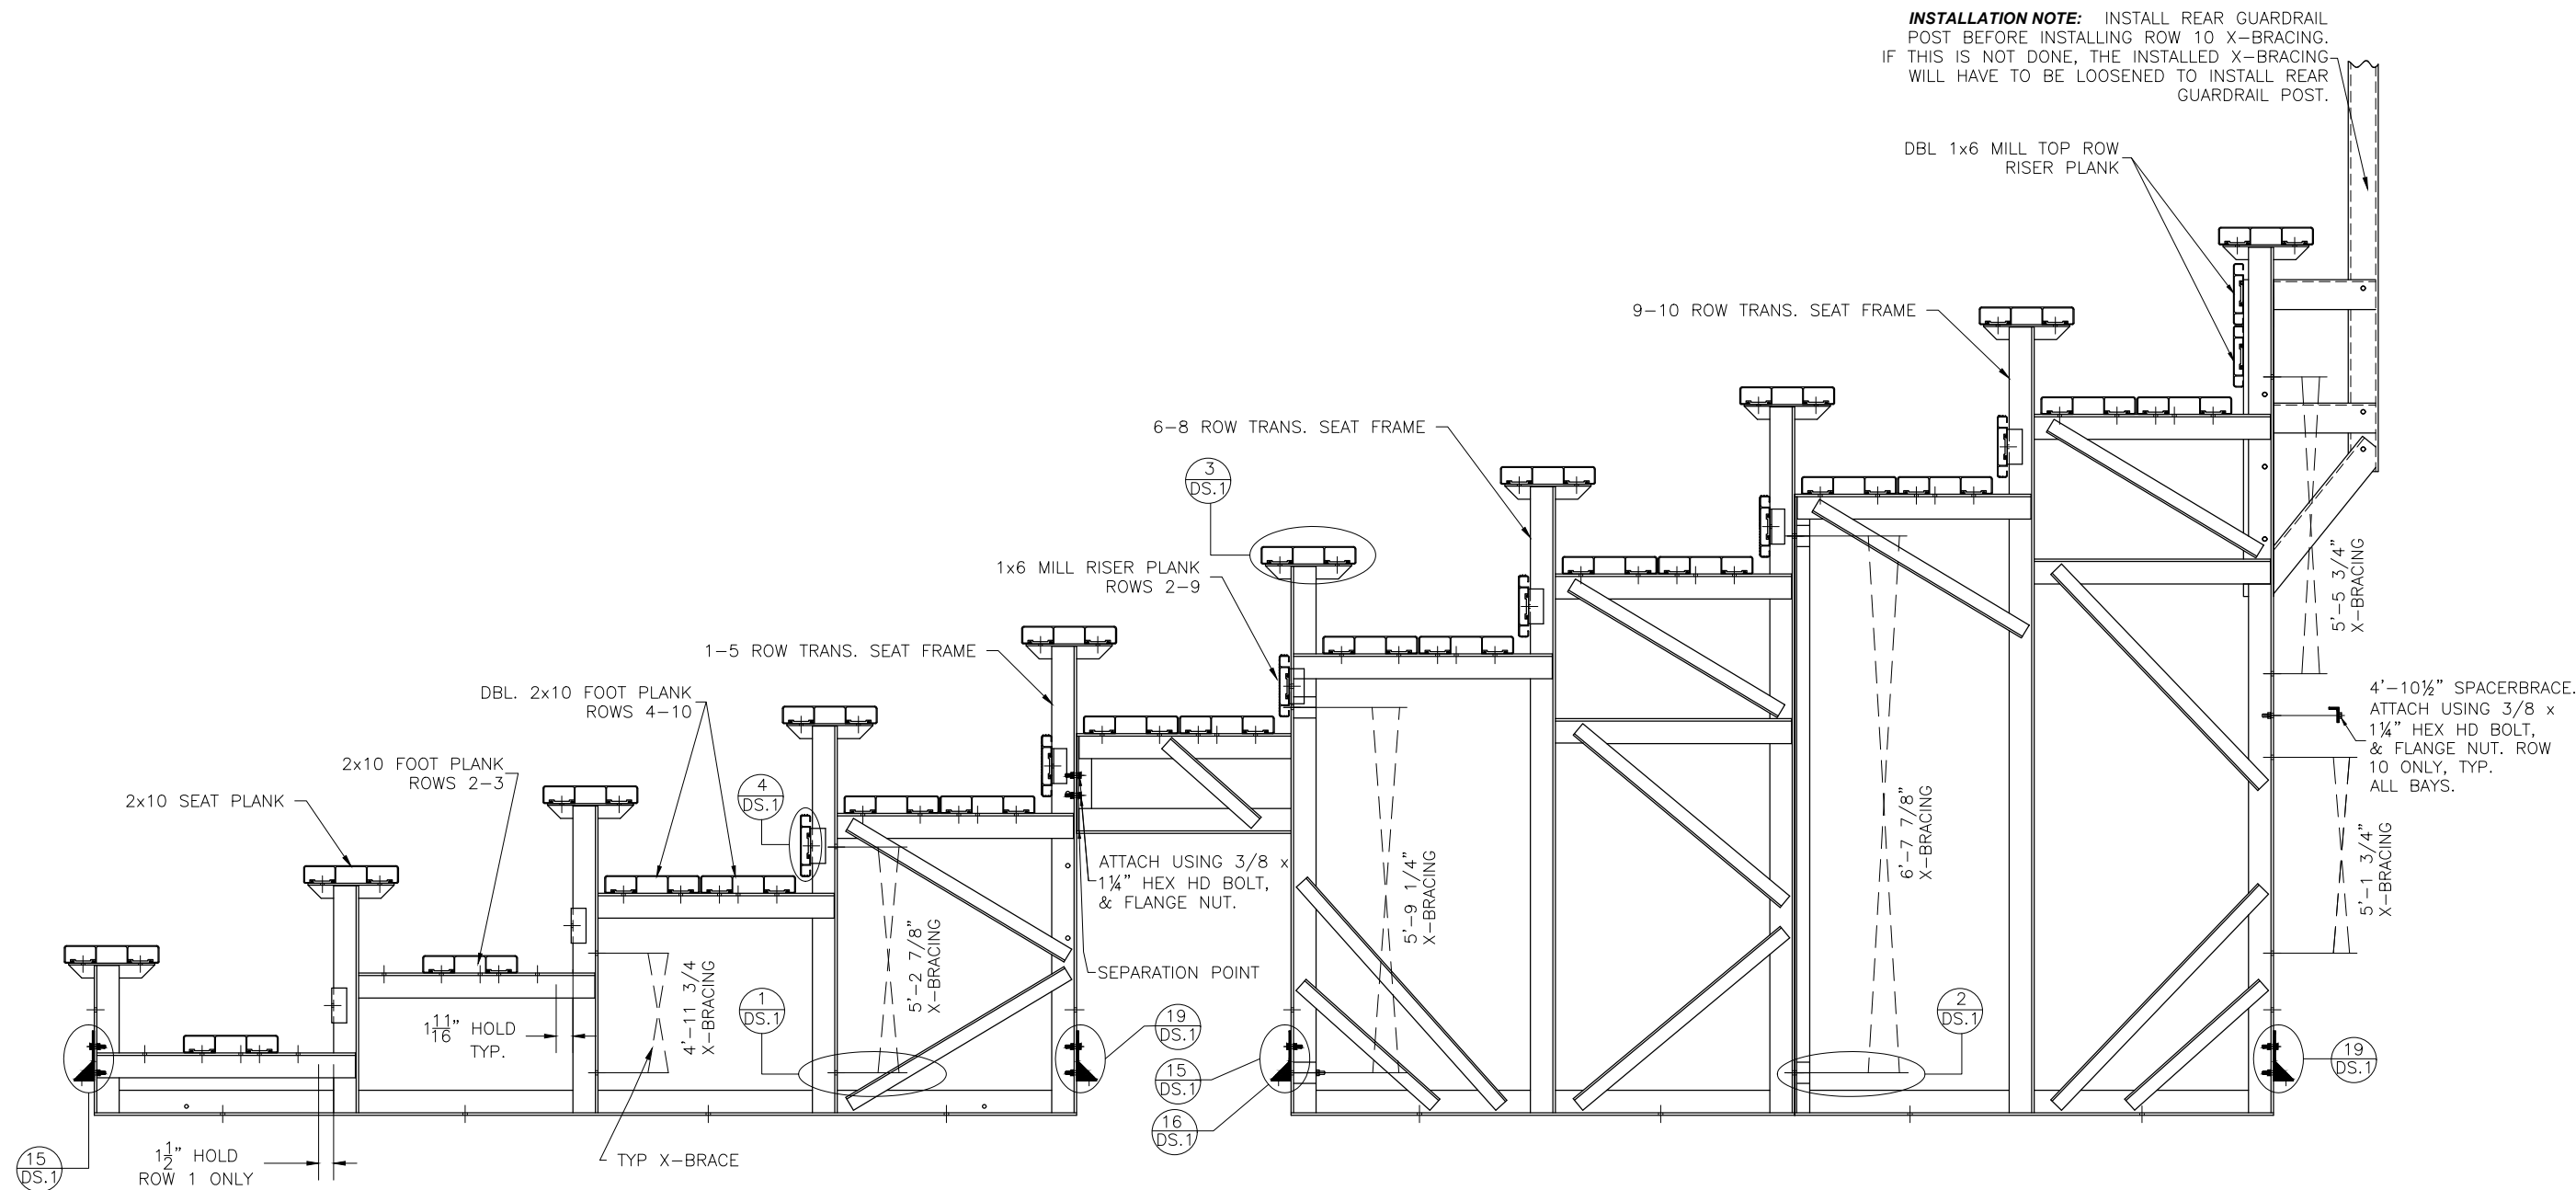 INSTALLATION NOTE: INSTALL REAR GUARDRAIL
POST BEFORE INSTALLING ROW 10 X-BRACING.
IF THIS IS NOT DONE, THE INSTALLED X-BRACING
WILL HAVE TO BE LOOSENED TO INSTALL REAR
GUARDRAIL POST.
DBL 1x6 MILL TOP ROW
RISER PLANK
9-10 ROW TRANS. SEAT FRAME
6-8 ROW TRANS. SEAT FRAME
3
DS.1
1x6 MILL RISER PLANK
ROWS 2-9
1-5 ROW TRANS. SEAT FRAME
DBL. 2x10 FOOT PLANK
ROWS 4-10
2x10 FOOT PLANK
ROWS 2-3
2x10 SEAT PLANK
4
DS.1
5'-5 3/4"
X-BRACING
4'-10½" SPACERBRACE.
ATTACH USING 3/8 x
1¼" HEX HD BOLT,
& FLANGE NUT. ROW
10 ONLY, TYP.
ALL BAYS.
ATTACH USING 3/8 x
1¼" HEX HD BOLT,
& FLANGE NUT.
SEPARATION POINT
5'-9 1/4"
X-BRACING
6'-7 7/8"
X-BRACING
5'-1 3/4"
X-BRACING
5'-2 7/8"
X-BRACING
4'-11 3/4
X-BRACING
1 11/16" HOLD
TYP.
1
DS.1
19
DS.1
2
DS.1
15
DS.1
16
DS.1
19
DS.1
15
DS.1
1 1/2" HOLD
ROW 1 ONLY
TYP X-BRACE